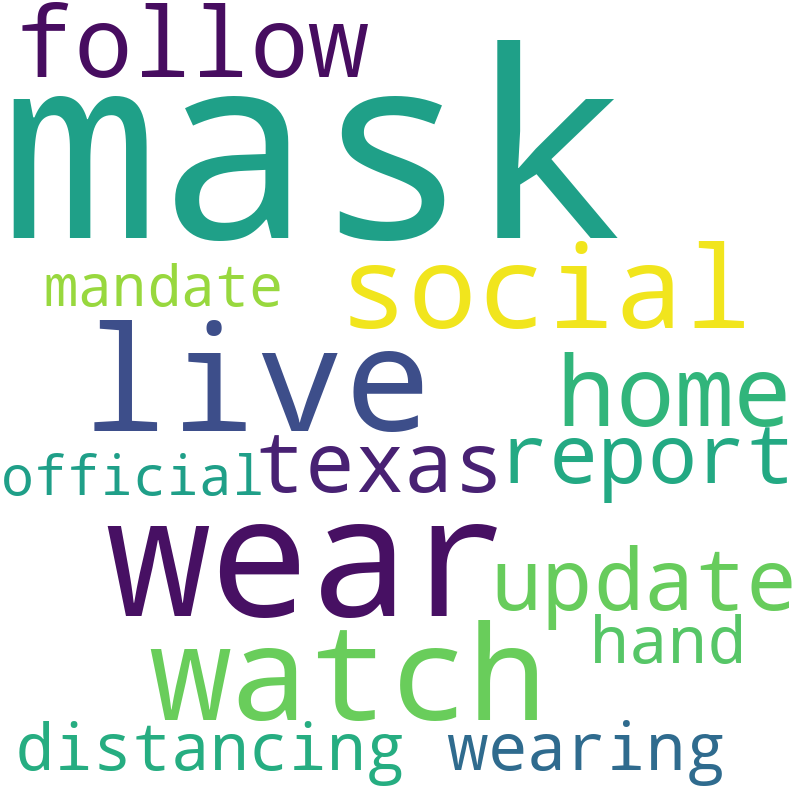 follow
mask
social
mandate
live
home
report
texas
official
wear
update
hand
watch
distancing
wearing